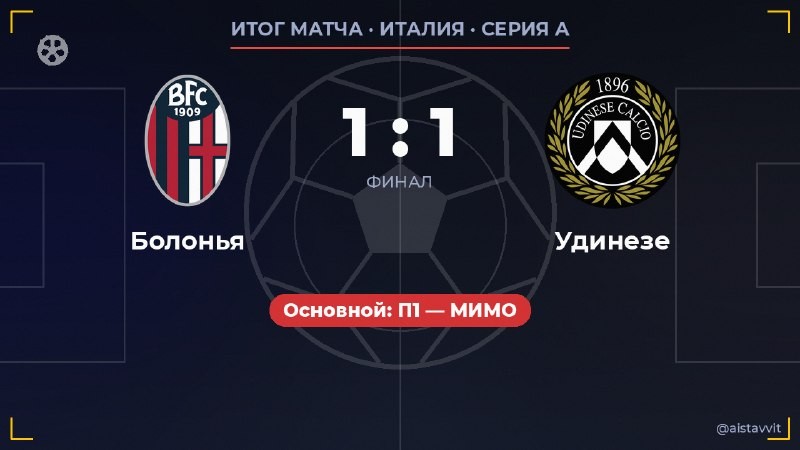 ИТОГ МАТЧА · ИТАЛИЯ · СЕРИЯ А
BFC
1909
1896
UDINESE CALCIO
1 : 1
ФИНАЛ
Болонья
Удинезе
Основной: П1 — МИМО
@aistavvit